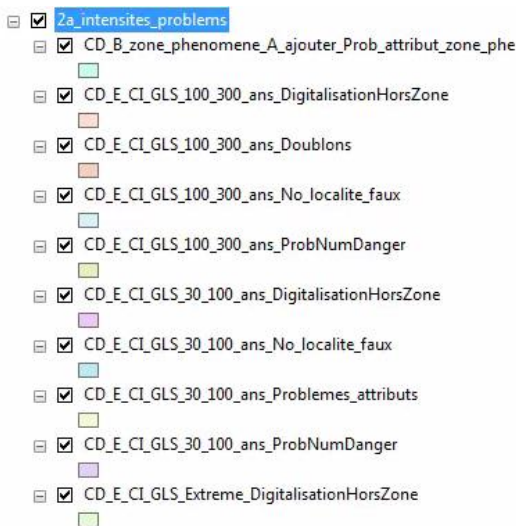 2a_intensites_problems
CD_B_zone_phenomene_A_ajouter_Prob_attribut_zone_phe
CD_E_CI_GLS_100_300_ans_DigitalisationHorsZone
CD_E_CI_GLS_100_300_ans_Doublons
CD_E_CI_GLS_100_300_ans_No_localite_faux
CD_E_CI_GLS_100_300_ans_ProbNumDanger
CD_E_CI_GLS_30_100_ans_DigitalisationHorsZone
CD_E_CI_GLS_30_100_ans_No_localite_faux
CD_E_CI_GLS_30_100_ans_Problemes_attributs
CD_E_CI_GLS_30_100_ans_ProbNumDanger
CD_E_CI_GLS_Extreme_DigitalisationHorsZone